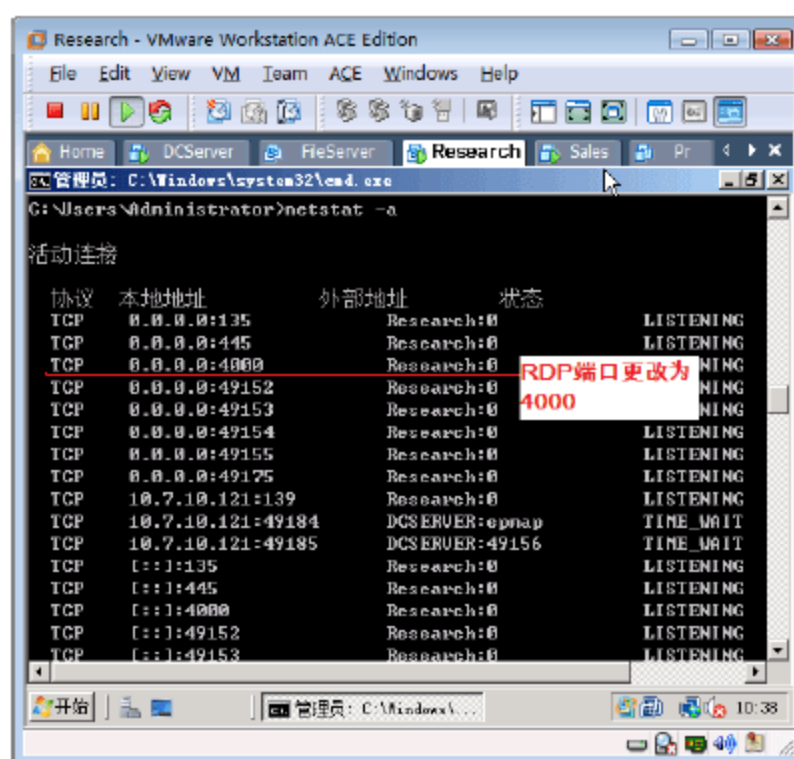 Research - VMware Workstation ACE Edition
File Edit View VM Team ACE Windows Help
Home DCServer FileServer Research Sales Pr
管理员: C:\Windows\system32\cmd.exe
C:\Users\Administrator>netstat -a
活动连接
协议 本地地址 外部地址 状态
TCP 0.0.0.0:135 Research:0 LISTENING
TCP 0.0.0.0:445 Research:0 LISTENING
TCP 0.0.0.0:4000 Research:0 NING
RDP端口更改为
4000
TCP 0.0.0.0:49152 Research:0 NING
TCP 0.0.0.0:49153 Research:0 NING
TCP 0.0.0.0:49154 Research:0 LISTENING
TCP 0.0.0.0:49155 Research:0 LISTENING
TCP 0.0.0.0:49175 Research:0 LISTENING
TCP 10.7.10.121:139 Research:0 LISTENING
TCP 10.7.10.121:49184 DCSERVER:epmap TIME_WAIT
TCP 10.7.10.121:49185 DCSERVER:49156 TIME_WAIT
TCP [::]:135 Research:0 LISTENING
TCP [::]:445 Research:0 LISTENING
TCP [::]:4000 Research:0 LISTENING
TCP [::]:49152 Research:0 LISTENING
TCP [::]:49153 Research:0 LISTENING
开始 管理员: C:\Windows\... 10:38